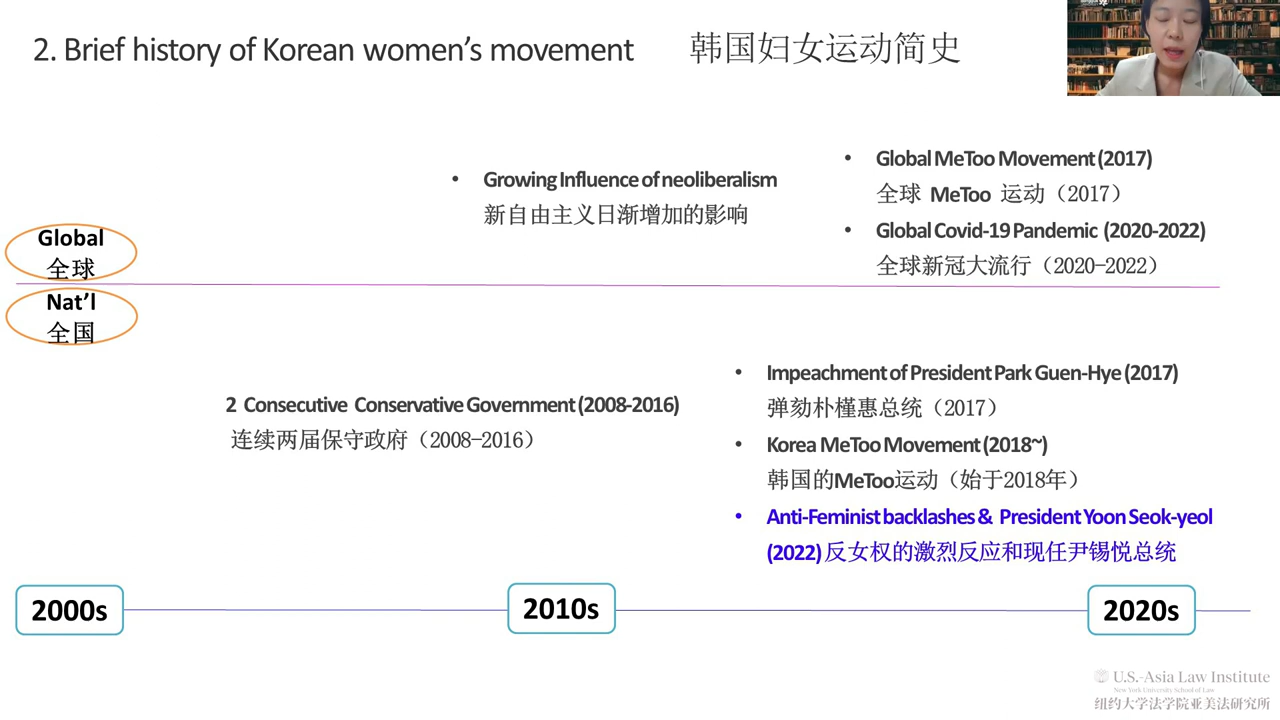 2. Brief history of Korean women's movement 韩国妇女运动简史
• Growing Influence of neoliberalism
新自由主义日渐增加的影响
• Global MeToo Movement (2017)
全球 MeToo 运动（2017）
• Global Covid-19 Pandemic (2020-2022)
全球新冠大流行（2020-2022）
Global
全球
Nat'l
全国
2 Consecutive Conservative Government (2008-2016)
连续两届保守政府（2008-2016）
• Impeachment of President Park Guen-Hye (2017)
弹劾朴槿惠总统（2017）
• Korea MeToo Movement (2018~)
韩国的MeToo运动（始于2018年）
• Anti-Feminist backlashes & President Yoon Seok-yeol
(2022) 反女权的激烈反应和现任尹锡悦总统
2000s
2010s
2020s
U.S.-Asia Law Institute
New York University School of Law
纽约大学法学院亚美法研究所